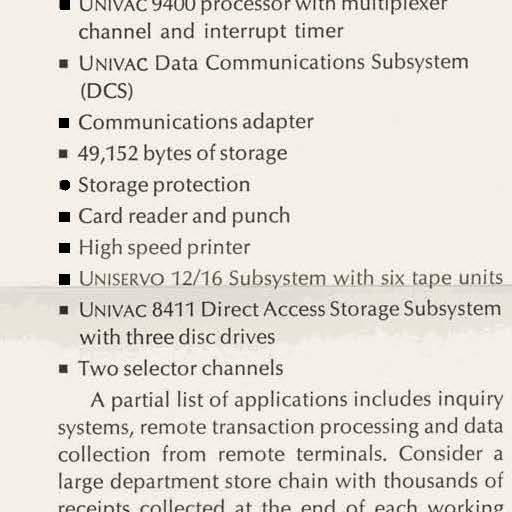 ■ UNIVAC 9400 processor with multiplexer
channel and interrupt timer
■ UNIVAC Data Communications Subsystem
(DCS)
■ Communications adapter
■ 49,152 bytes of storage
● Storage protection
■ Card reader and punch
■ High speed printer
■ UNISERVO 12/16 Subsystem with six tape units
■ UNIVAC 8411 Direct Access Storage Subsystem
with three disc drives
■ Two selector channels
A partial list of applications includes inquiry
systems, remote transaction processing and data
collection from remote terminals. Consider a
large department store chain with thousands of
receipts collected at the end of each working